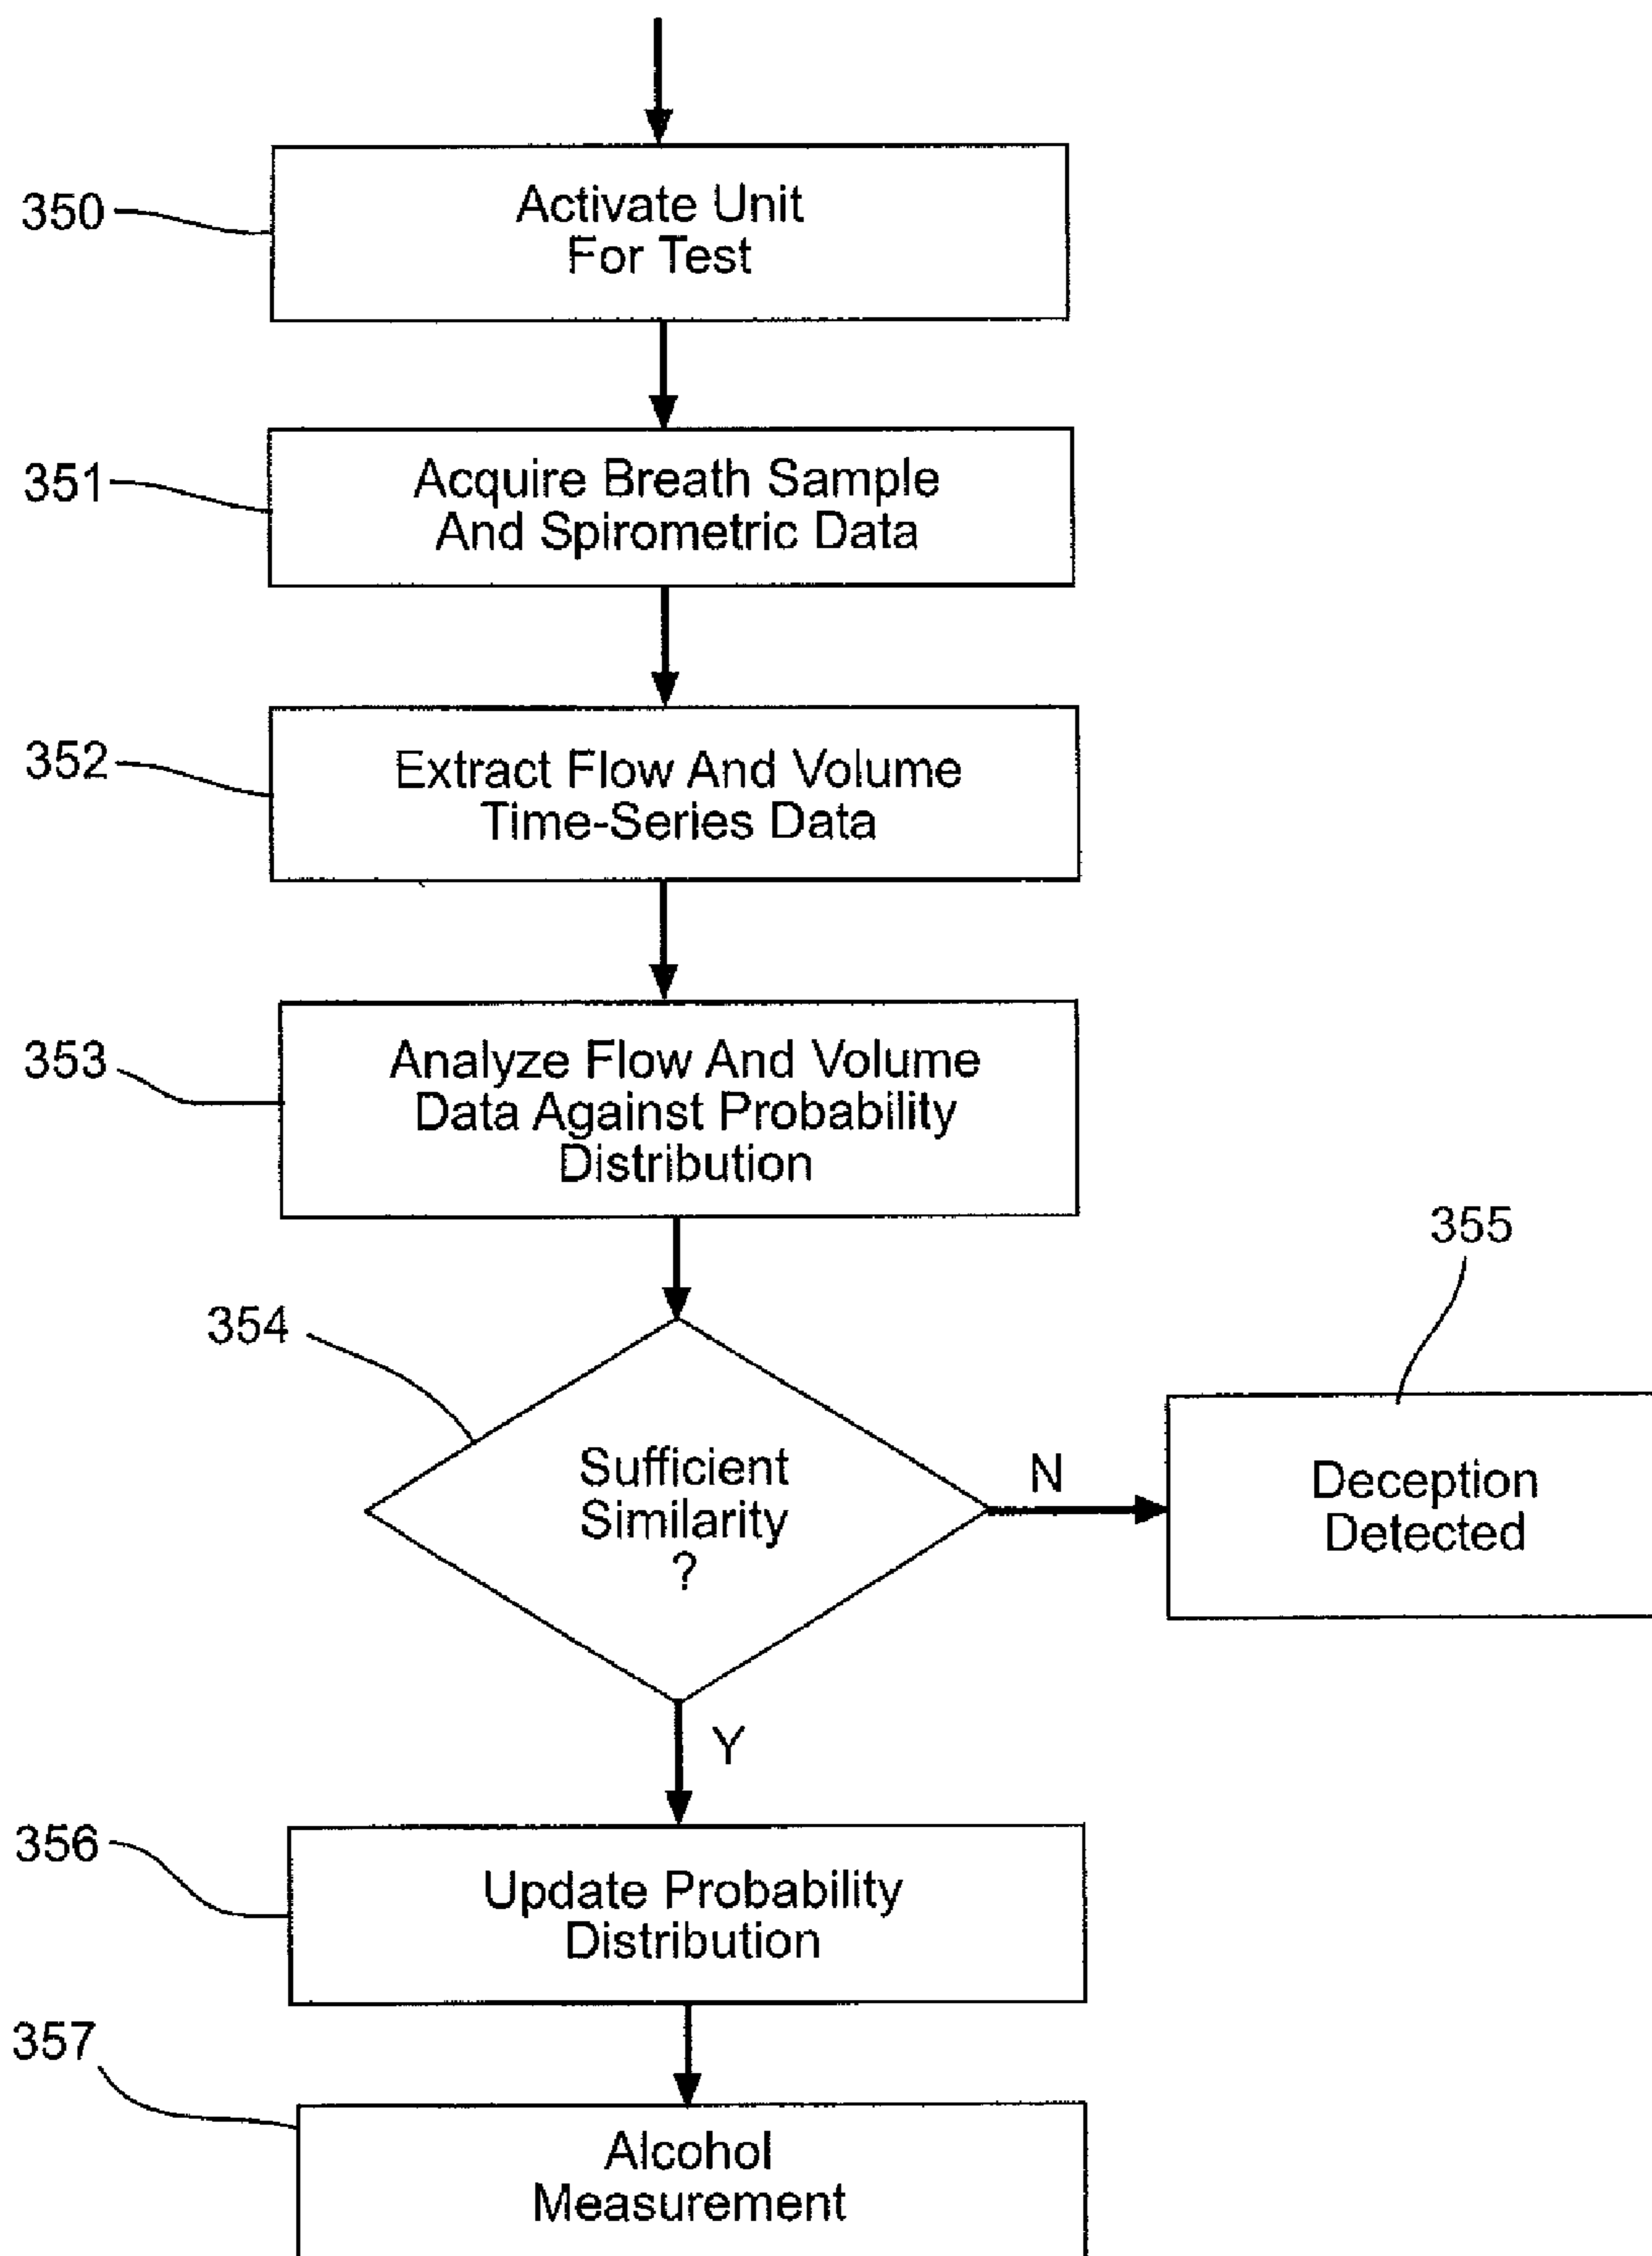 350
Activate Unit
For Test
351
Acquire Breath Sample
And Spirometric Data
352
Extract Flow And Volume
Time-Series Data
353
Analyze Flow And Volume
Data Against Probability
Distribution
354
Sufficient
Similarity
?
N
355
Deception
Detected
Y
356
Update Probability
Distribution
357
Alcohol
Measurement